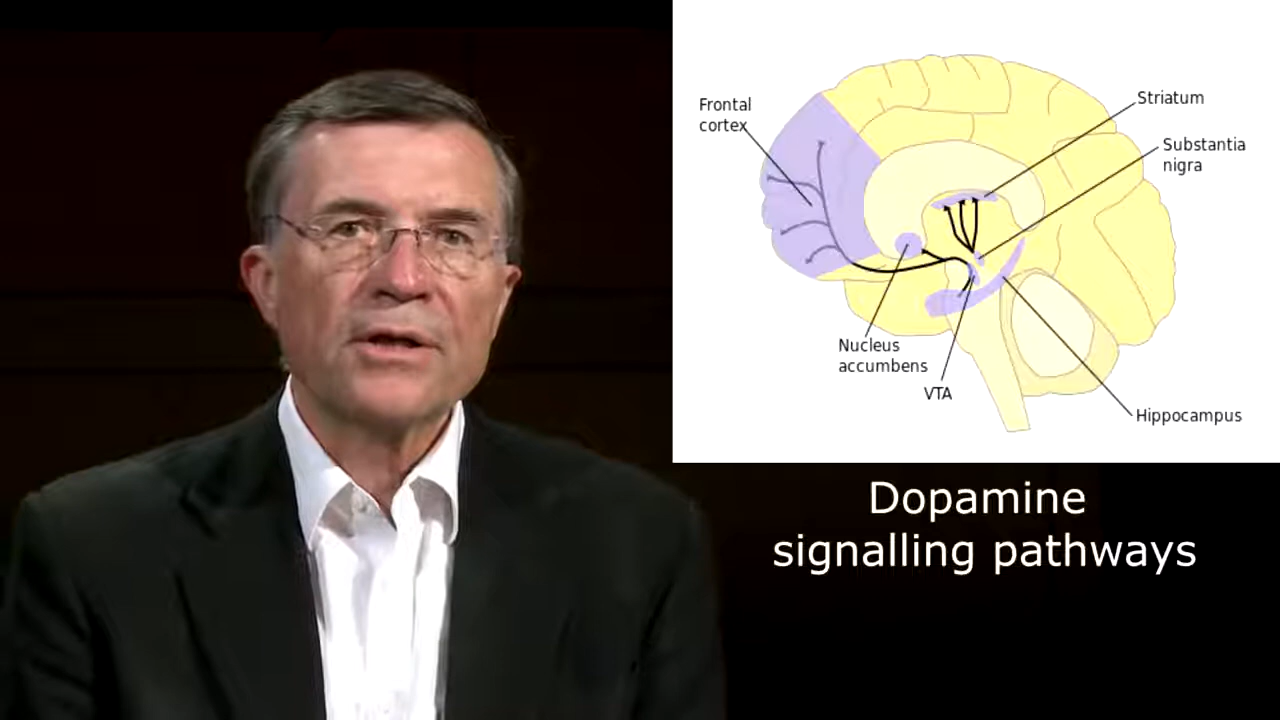 Frontal
cortex
Striatum
Substantia
nigra
Nucleus
accumbens
VTA
Hippocampus
Dopamine
signalling pathways